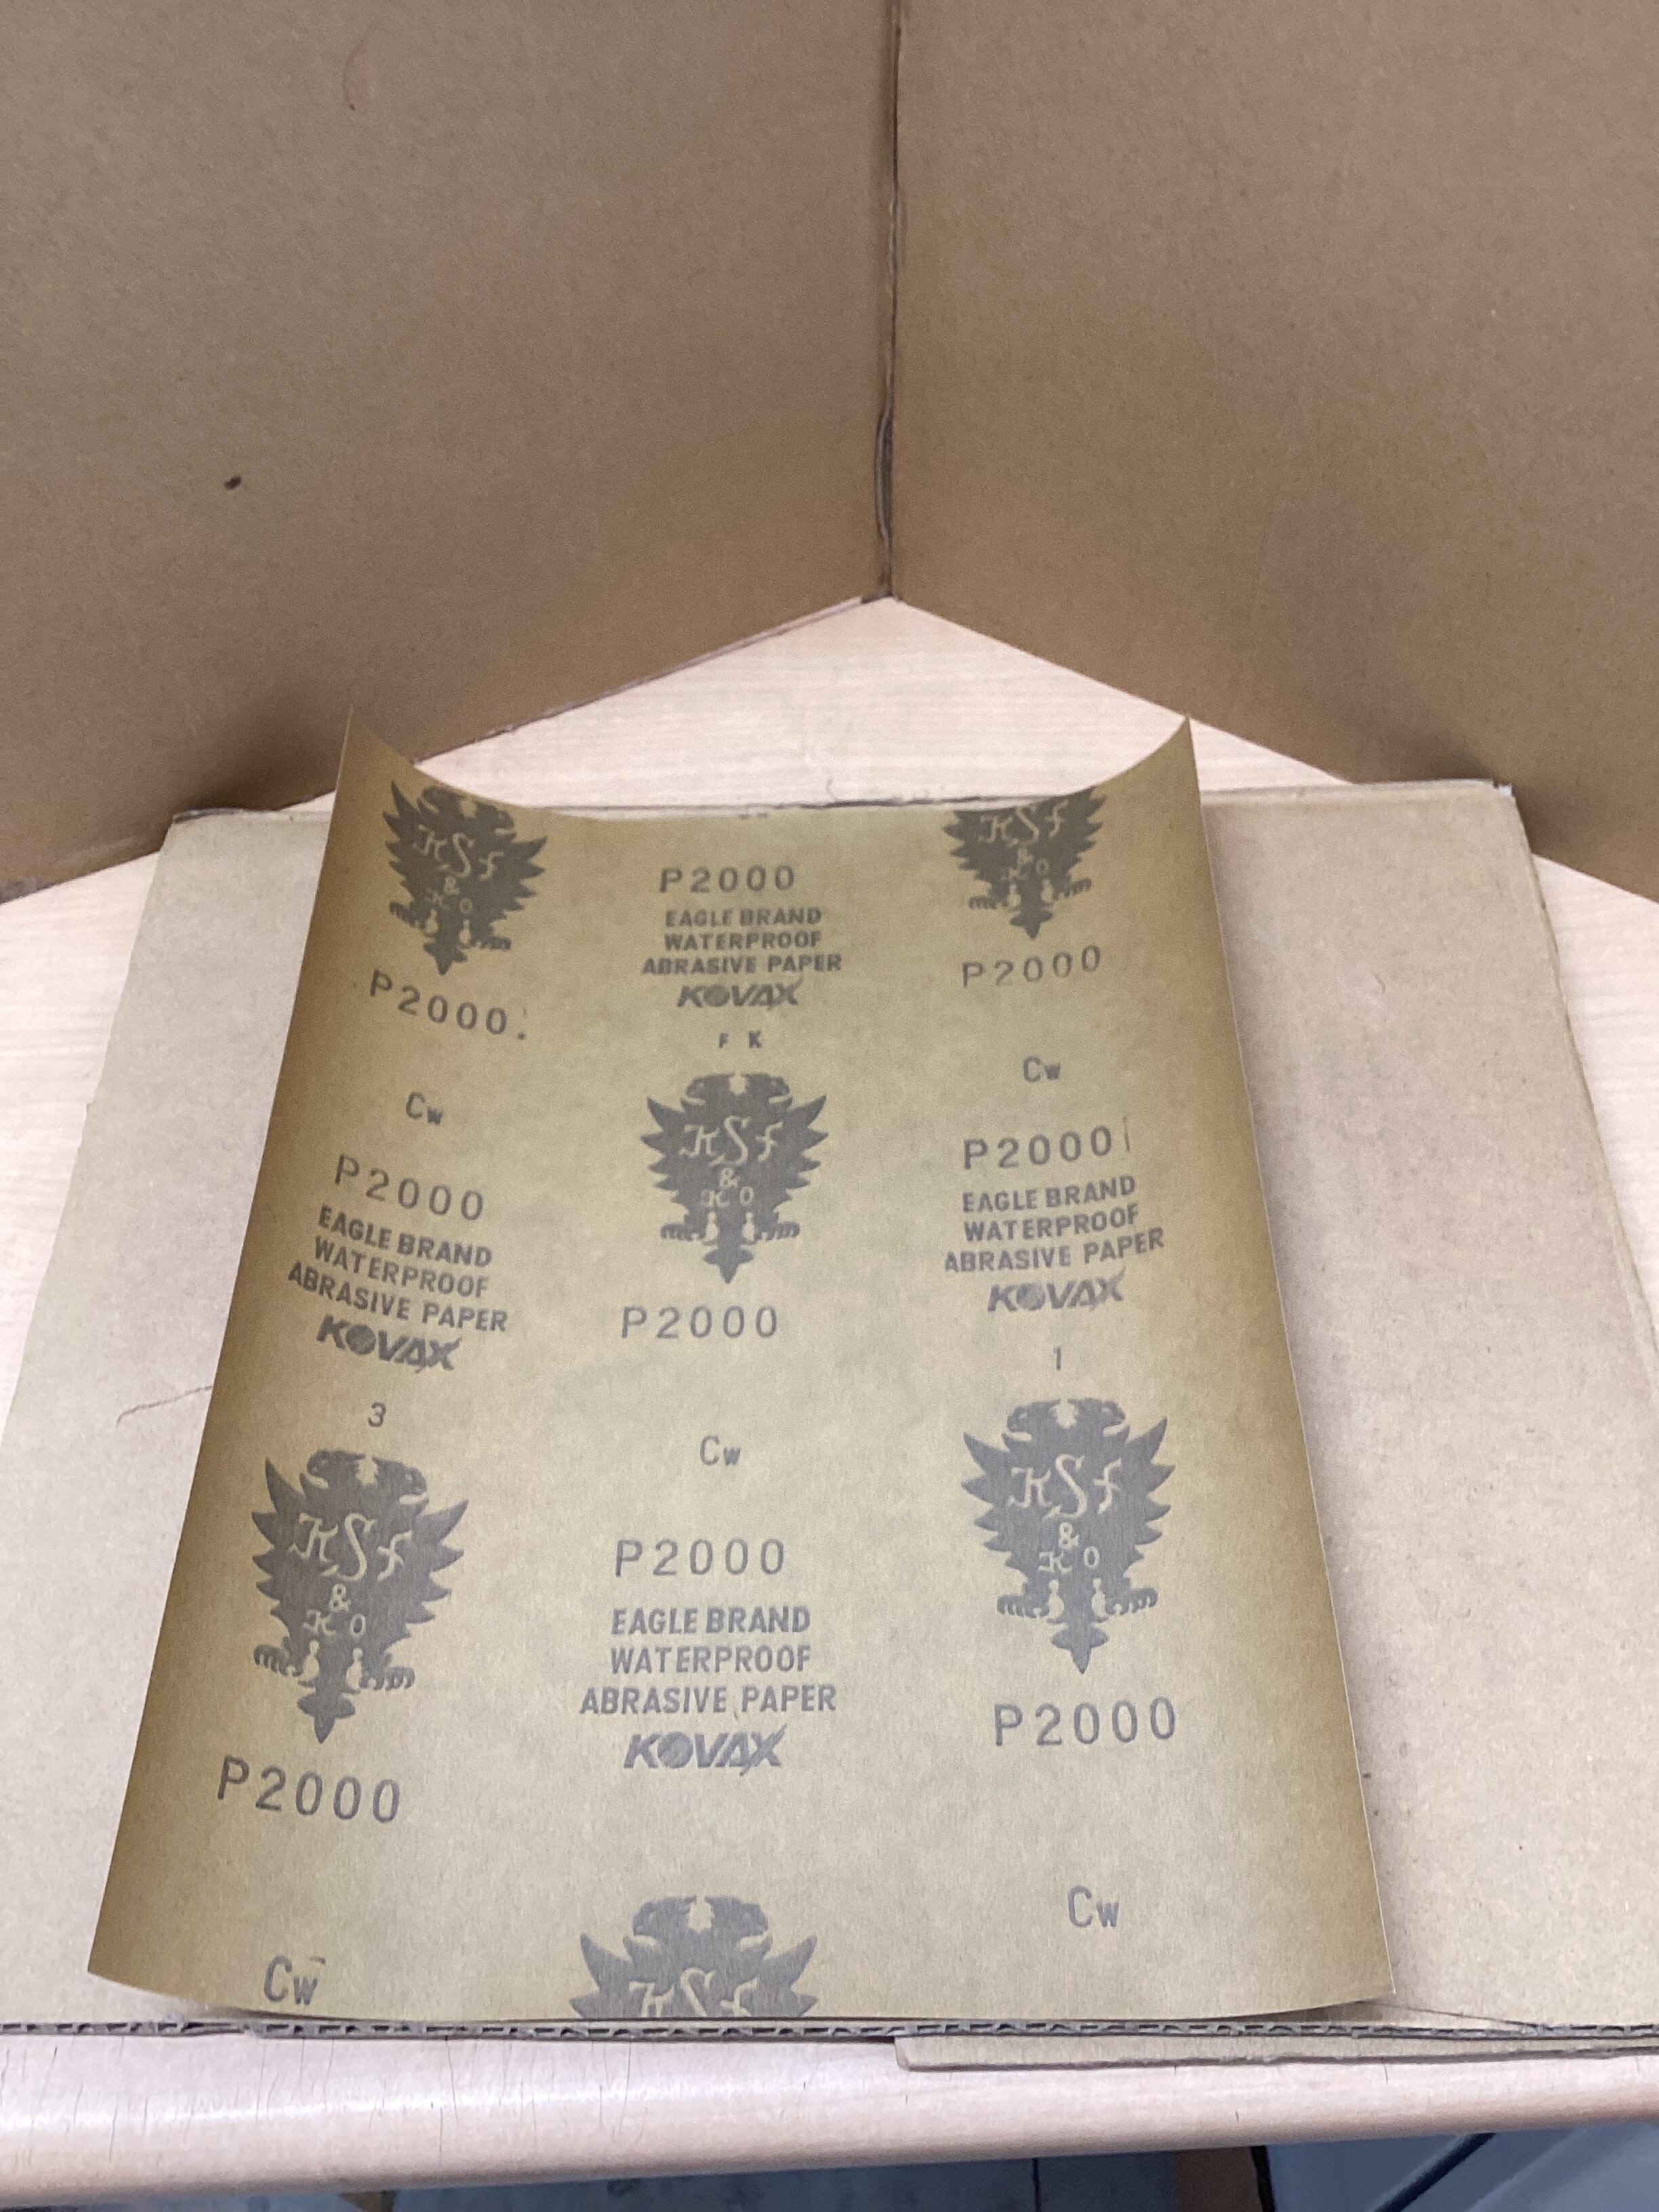 KSf
&
KO
P2000
Cw
P2000
EAGLE BRAND
WATERPROOF
ABRASIVE PAPER
KOVAX
3
KSf
&
KO
P2000
Cw
P2000
EAGLE BRAND
WATERPROOF
ABRASIVE PAPER
KOVAX
F K
KSf
&
KO
P2000
Cw
P2000
EAGLE BRAND
WATERPROOF
ABRASIVE PAPER
KOVAX
KSf
KSf
&
KO
P2000
Cw
P2000
EAGLE BRAND
WATERPROOF
ABRASIVE PAPER
KOVAX
1
KSf
&
KO
P2000
Cw